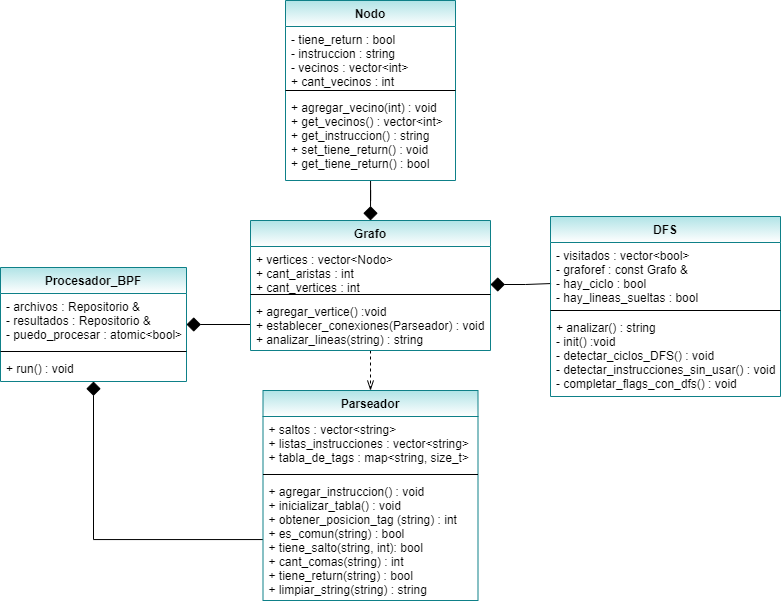 Nodo
- tiene_return : bool
- instruccion : string
- vecinos : vector<int>
+ cant_vecinos : int
+ agregar_vecino(int) : void
+ get_vecinos() : vector<int>
+ get_instruccion() : string
+ set_tiene_return() : void
+ get_tiene_return() : bool
Grafo
+ vertices : vector<Nodo>
+ cant_aristas : int
+ cant_vertices : int
+ agregar_vertice() :void
+ establecer_conexiones(Parseador) : void
+ analizar_lineas(string) : string
DFS
- visitados : vector<bool>
- graforef : const Grafo &
- hay_ciclo : bool
- hay_lineas_sueltas : bool
+ analizar() : string
- init() :void
- detectar_ciclos_DFS() : void
- detectar_instrucciones_sin_usar() : void
- completar_flags_con_dfs() : void
Procesador_BPF
- archivos : Repositorio &
- resultados : Repositorio &
- puedo_procesar : atomic<bool>
+ run() : void
Parseador
+ saltos : vector<string>
+ listas_instrucciones : vector<string>
+ tabla_de_tags : map<string, size_t>
+ agregar_instruccion() : void
+ inicializar_tabla() : void
+ obtener_posicion_tag (string) : int
+ es_comun(string) : bool
+ tiene_salto(string, int): bool
+ cant_comas(string) : int
+ tiene_return(string) : bool
+ limpiar_string(string) : string